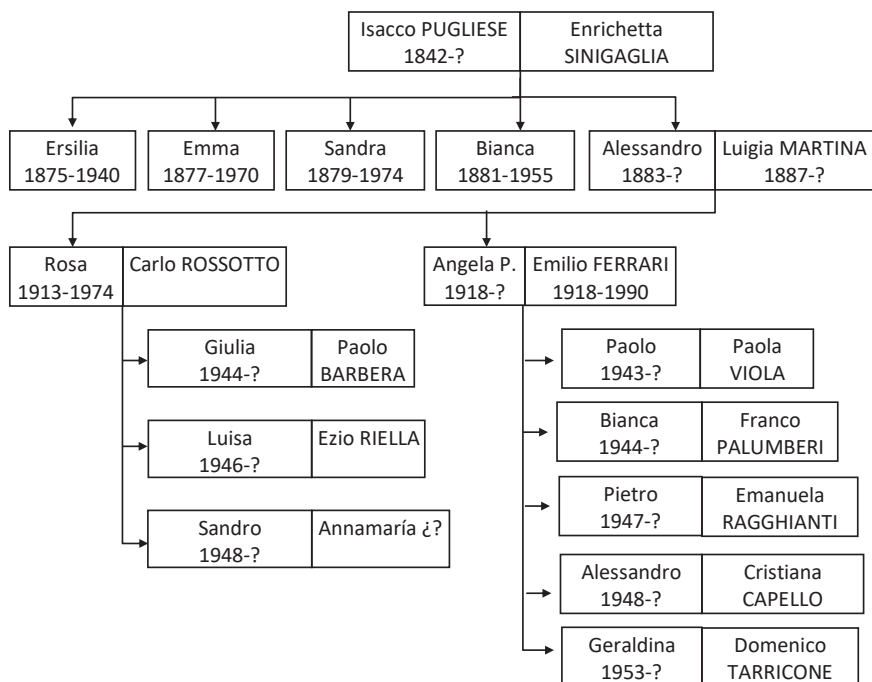 Isacco PUGLIESE
1842-?
Enrichetta
SINIGAGLIA
Ersilia
1875-1940
Emma
1877-1970
Sandra
1879-1974
Bianca
1881-1955
Alessandro
1883-?
Luigia MARTINA
1887-?
Rosa
1913-1974
Carlo ROSSOTTO
Angela P.
1918-?
Emilio FERRARI
1918-1990
Giulia
1944-?
Paolo
BARBERA
Luisa
1946-?
Ezio RIELLA
Sandro
1948-?
Annamaría ¿?
Paolo
1943-?
Paola
VIOLA
Bianca
1944-?
Franco
PALUMBERI
Pietro
1947-?
Emanuela
RAGGHIANTI
Alessandro
1948-?
Cristiana
CAPELLO
Geraldina
1953-?
Domenico
TARRICONE